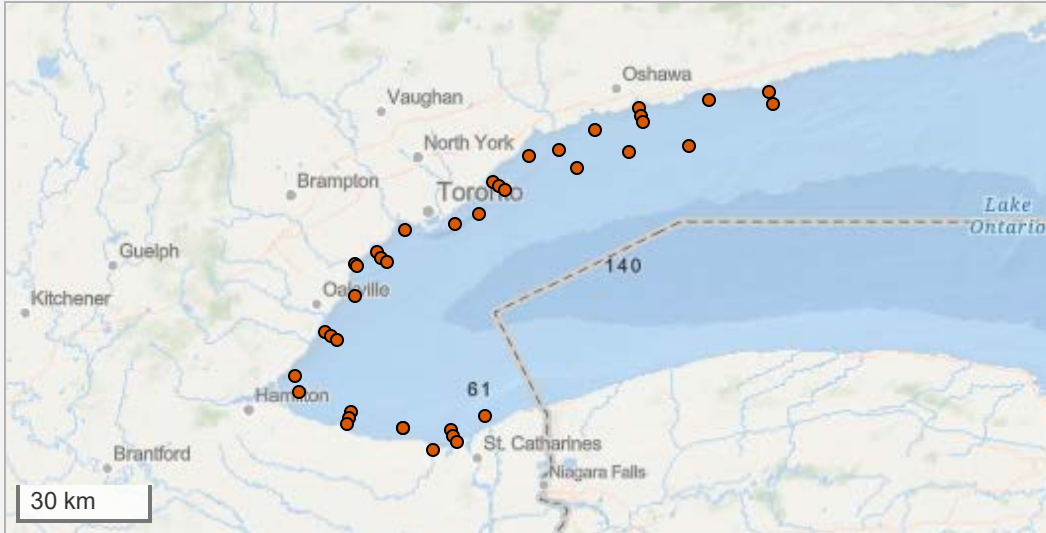 Oshawa
Vaughan
North York
Brampton
Toronto
Lake
Ontario
Guelph
140
Oakville
Kitchener
61
Hamilton
St. Catharines
Brantford
Niagara Falls
30 km